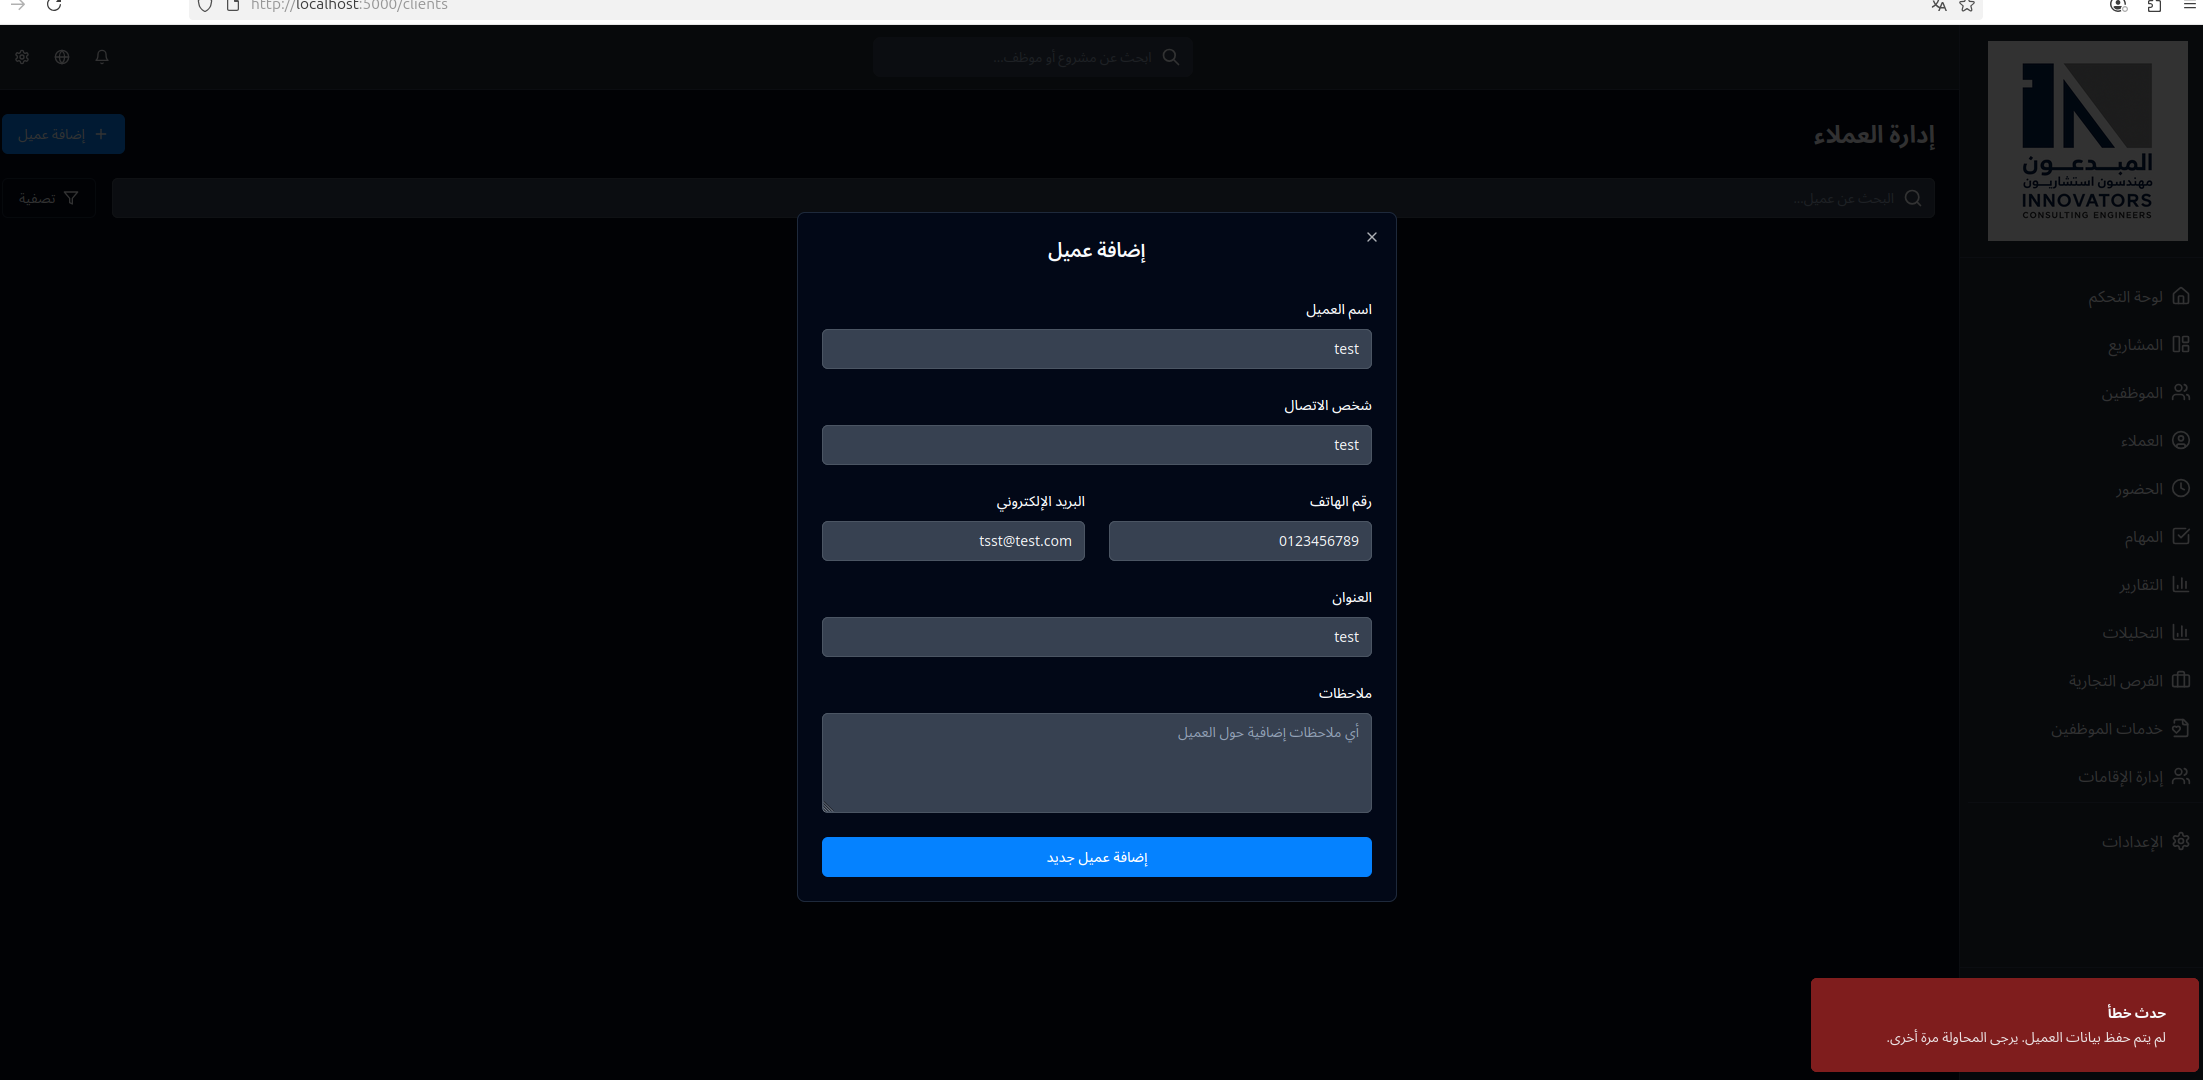 http://localhost:5000/clients
ابحث عن مشروع أو موظف...
المبدعون
مهندسون استشاريون
INNOVATORS
CONSULTING ENGINEERS
لوحة التحكم
المشاريع
الموظفين
العملاء
الحضور
المهام
التقارير
التحليلات
الفرص التجارية
خدمات الموظفين
إدارة الإقامات
الإعدادات
إدارة العملاء
إضافة عميل
البحث عن عميل...
تصفية
إضافة عميل
اسم العميل
test
شخص الاتصال
test
رقم الهاتف
0123456789
البريد الإلكتروني
tsst@test.com
العنوان
test
ملاحظات
أي ملاحظات إضافية حول العميل
إضافة عميل جديد
حدث خطأ
لم يتم حفظ بيانات العميل. يرجى المحاولة مرة أخرى.